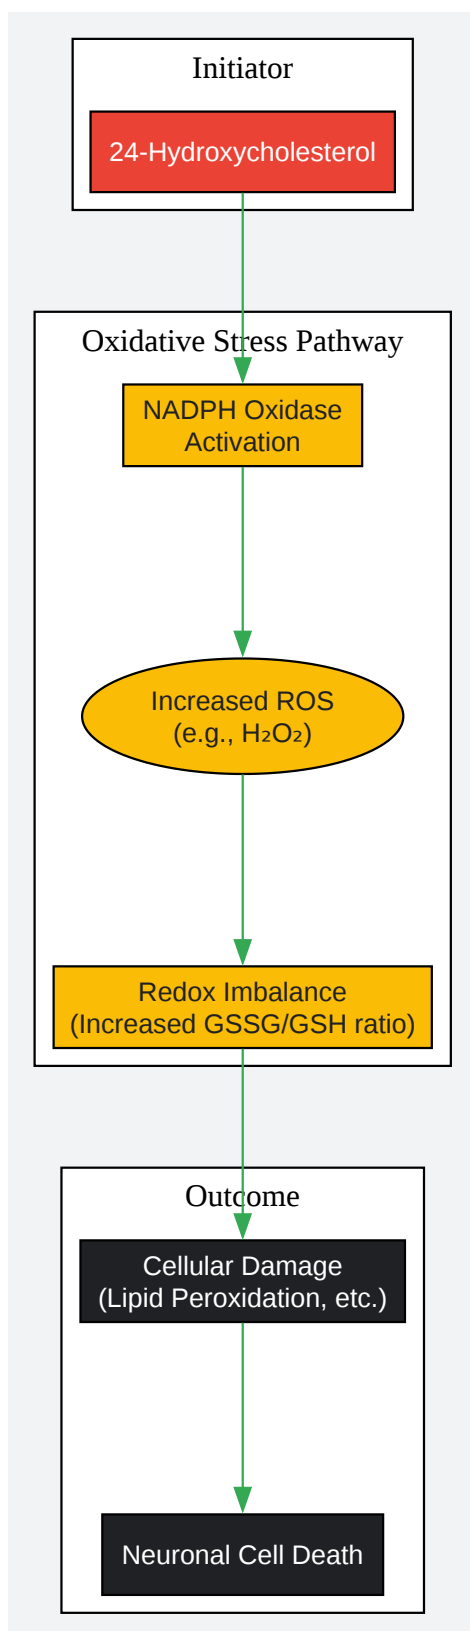 Initiator
24-Hydroxycholesterol
Oxidative Stress Pathway
NADPH Oxidase
Activation
Increased ROS
(e.g., H₂O₂)
Redox Imbalance
(Increased GSSG/GSH ratio)
Outcome
Cellular Damage
(Lipid Peroxidation, etc.)
Neuronal Cell Death